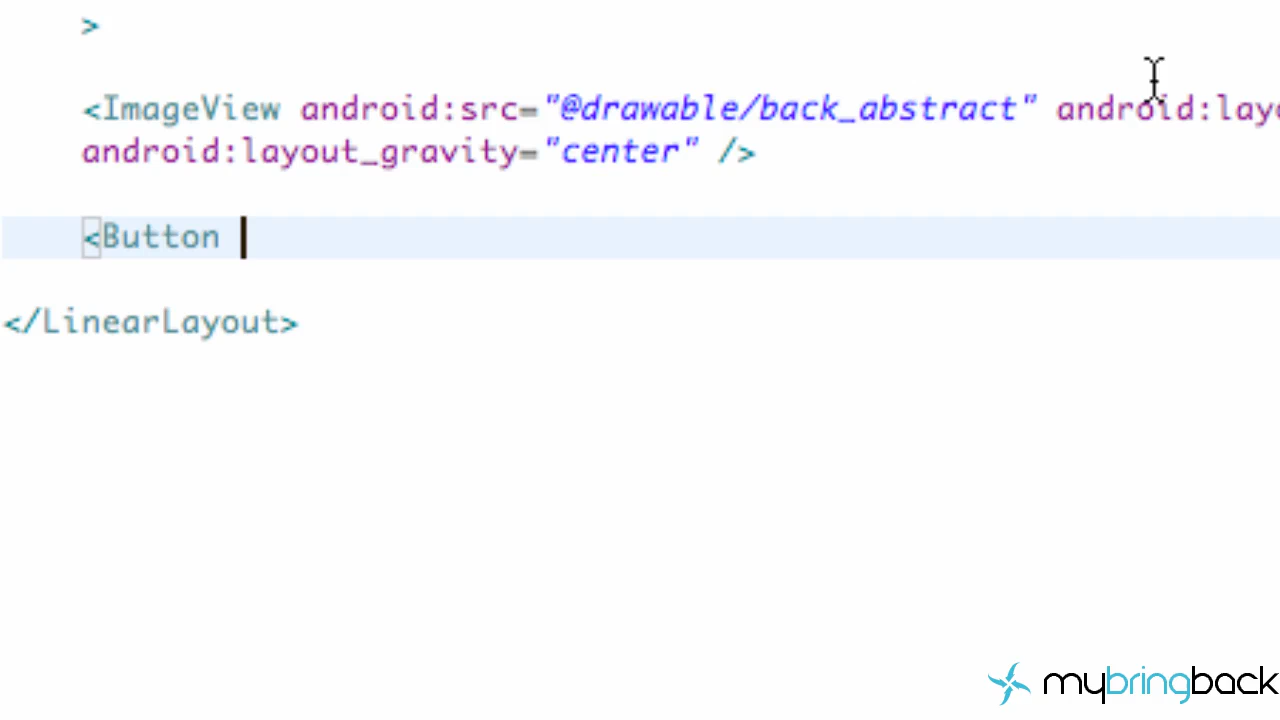 >
<ImageView android:src="@drawable/back_abstract" android:layo
android:layout_gravity="center" />
<Button
</LinearLayout>
mybringback